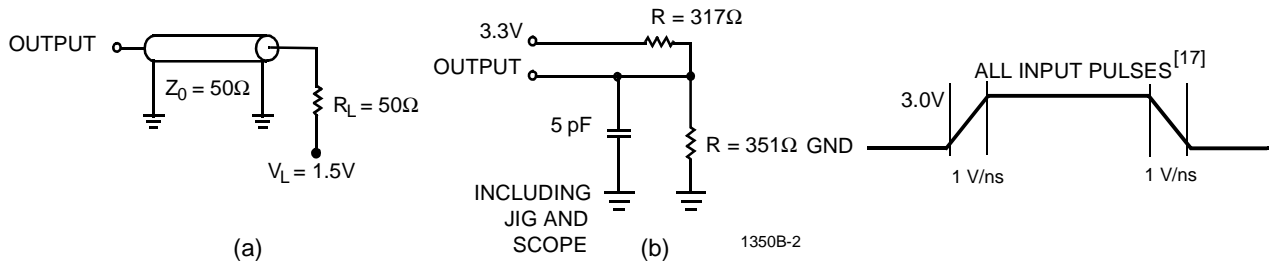 OUTPUT
Z0 = 50Ω
RL = 50Ω
VL = 1.5V
(a)
R = 317Ω
3.3V
OUTPUT
5 pF
R = 351Ω
INCLUDING
JIG AND
SCOPE
(b)
1350B-2
ALL INPUT PULSES[17]
3.0V
GND
1 V/ns
1 V/ns